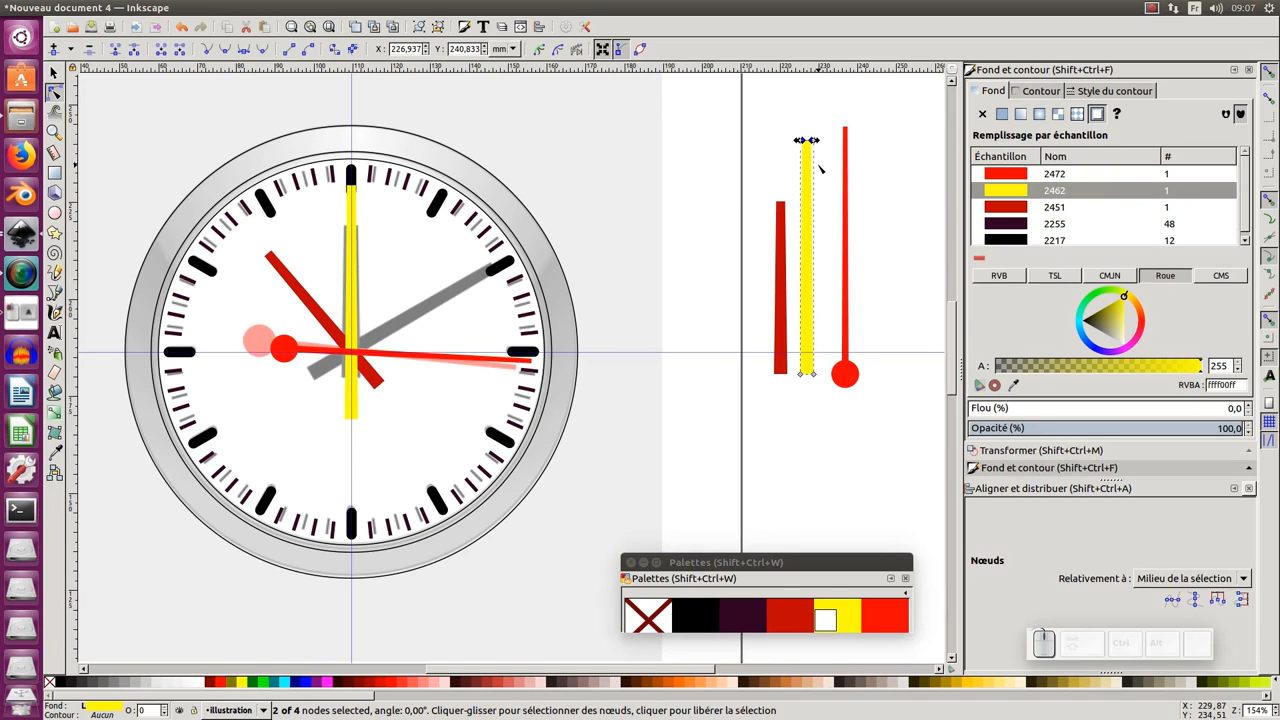 *Nouveau document 4 - Inkscape
Fr
09:07
X :
226,937
Y :
240,833
mm
Fond et contour (Shift+Ctrl+F)
Fond
Contour
Style du contour
Remplissage par échantillon
Échantillon
Nom
#
2472
1
2462
1
2451
1
2255
48
2217
12
RVB
TSL
CMJN
Roue
CMS
A :
255
RVBA :
ffff00ff
Flou (%)
0,0
Opacité (%)
100,0
Transformer (Shift+Ctrl+M)
Fond et contour (Shift+Ctrl+F)
Aligner et distribuer (Shift+Ctrl+A)
Nœuds
Relativement à :
Milieu de la sélection
Palettes (Shift+Ctrl+W)
Palettes (Shift+Ctrl+W)
Ctrl
Alt
Fond :
L
Contour :
Aucun
O:
0
illustration
2 of 4 nodes selected, angle: 0,00°. Cliquer-glisser pour sélectionner des nœuds, cliquer pour libérer la sélection
X :
229,87
Y :
234,51
Z:
154%